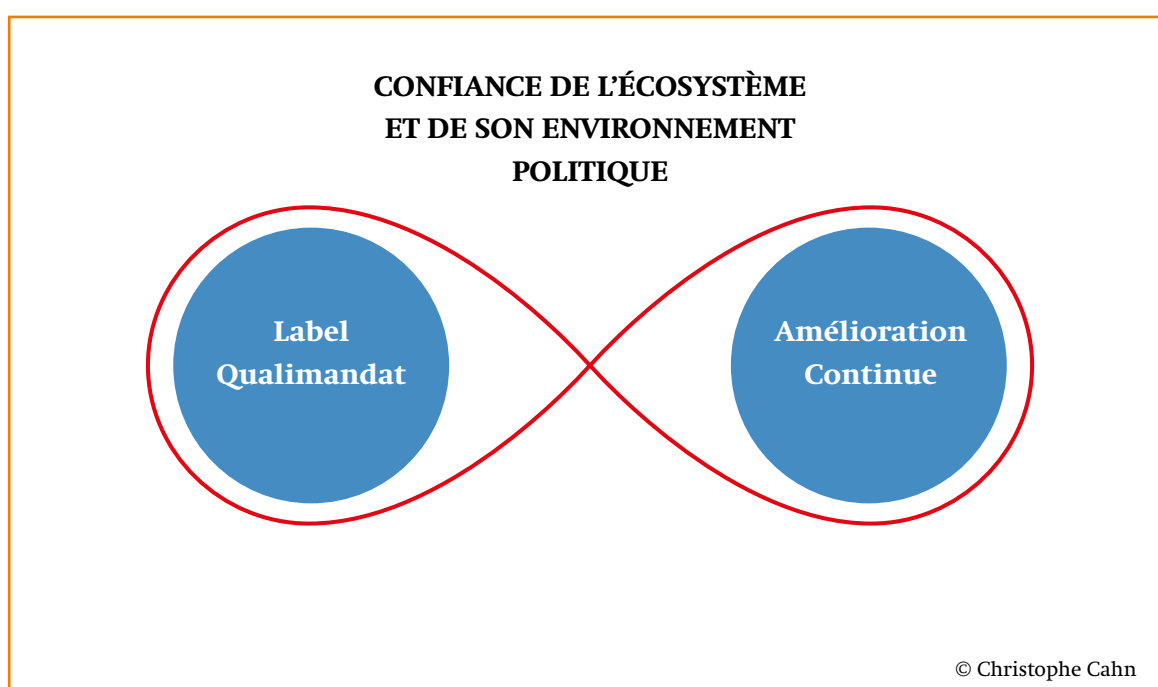 CONFIANCE DE L'ÉCOSYSTÈME
ET DE SON ENVIRONNEMENT
POLITIQUE
Label
Qualimandat
Amélioration
Continue
© Christophe Cahn